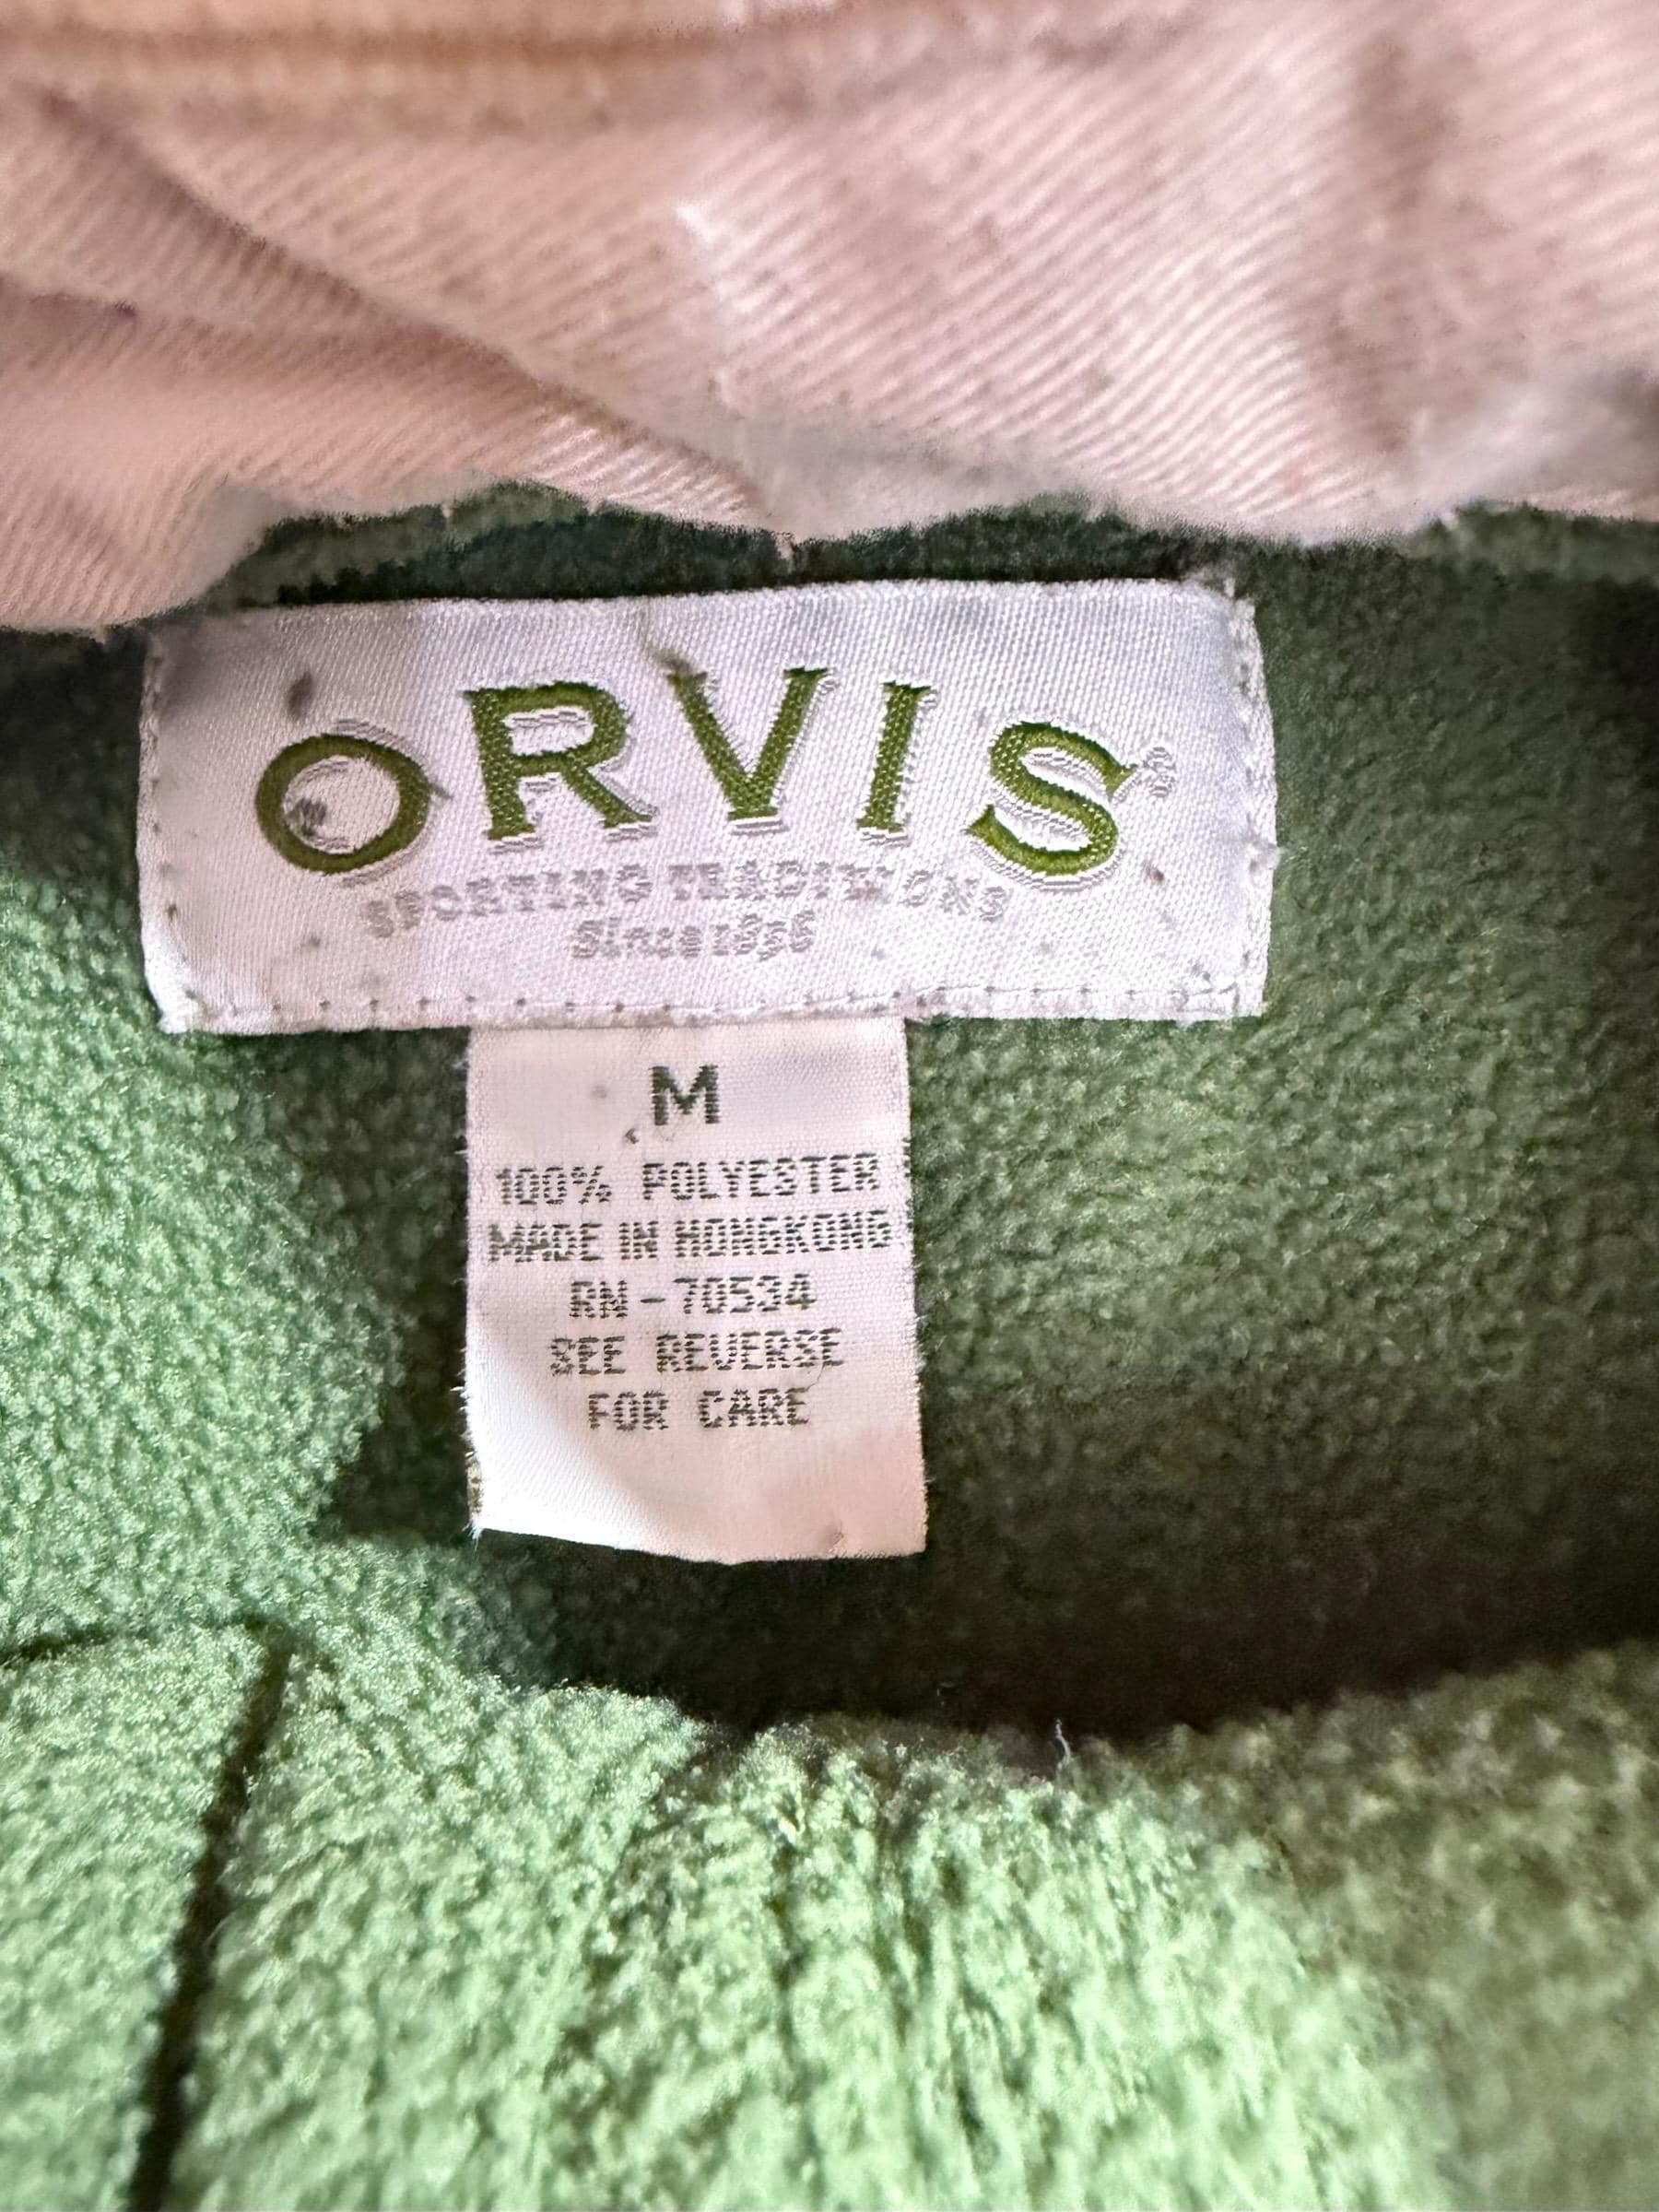 ORVIS
SPORTING TRADITIONS
Since 1856
M
100% POLYESTER
MADE IN HONGKONG
RN-70534
SEE REVERSE
FOR CARE